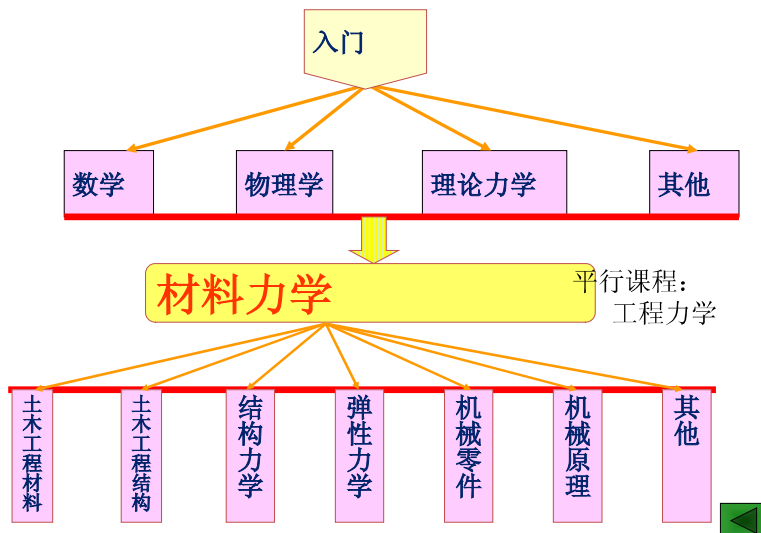 入门
数学
物理学
理论力学
其他
材料力学
平行课程：
工程力学
土木工程材料
土木工程结构
结构力学
弹性力学
机械零件
机械原理
其他